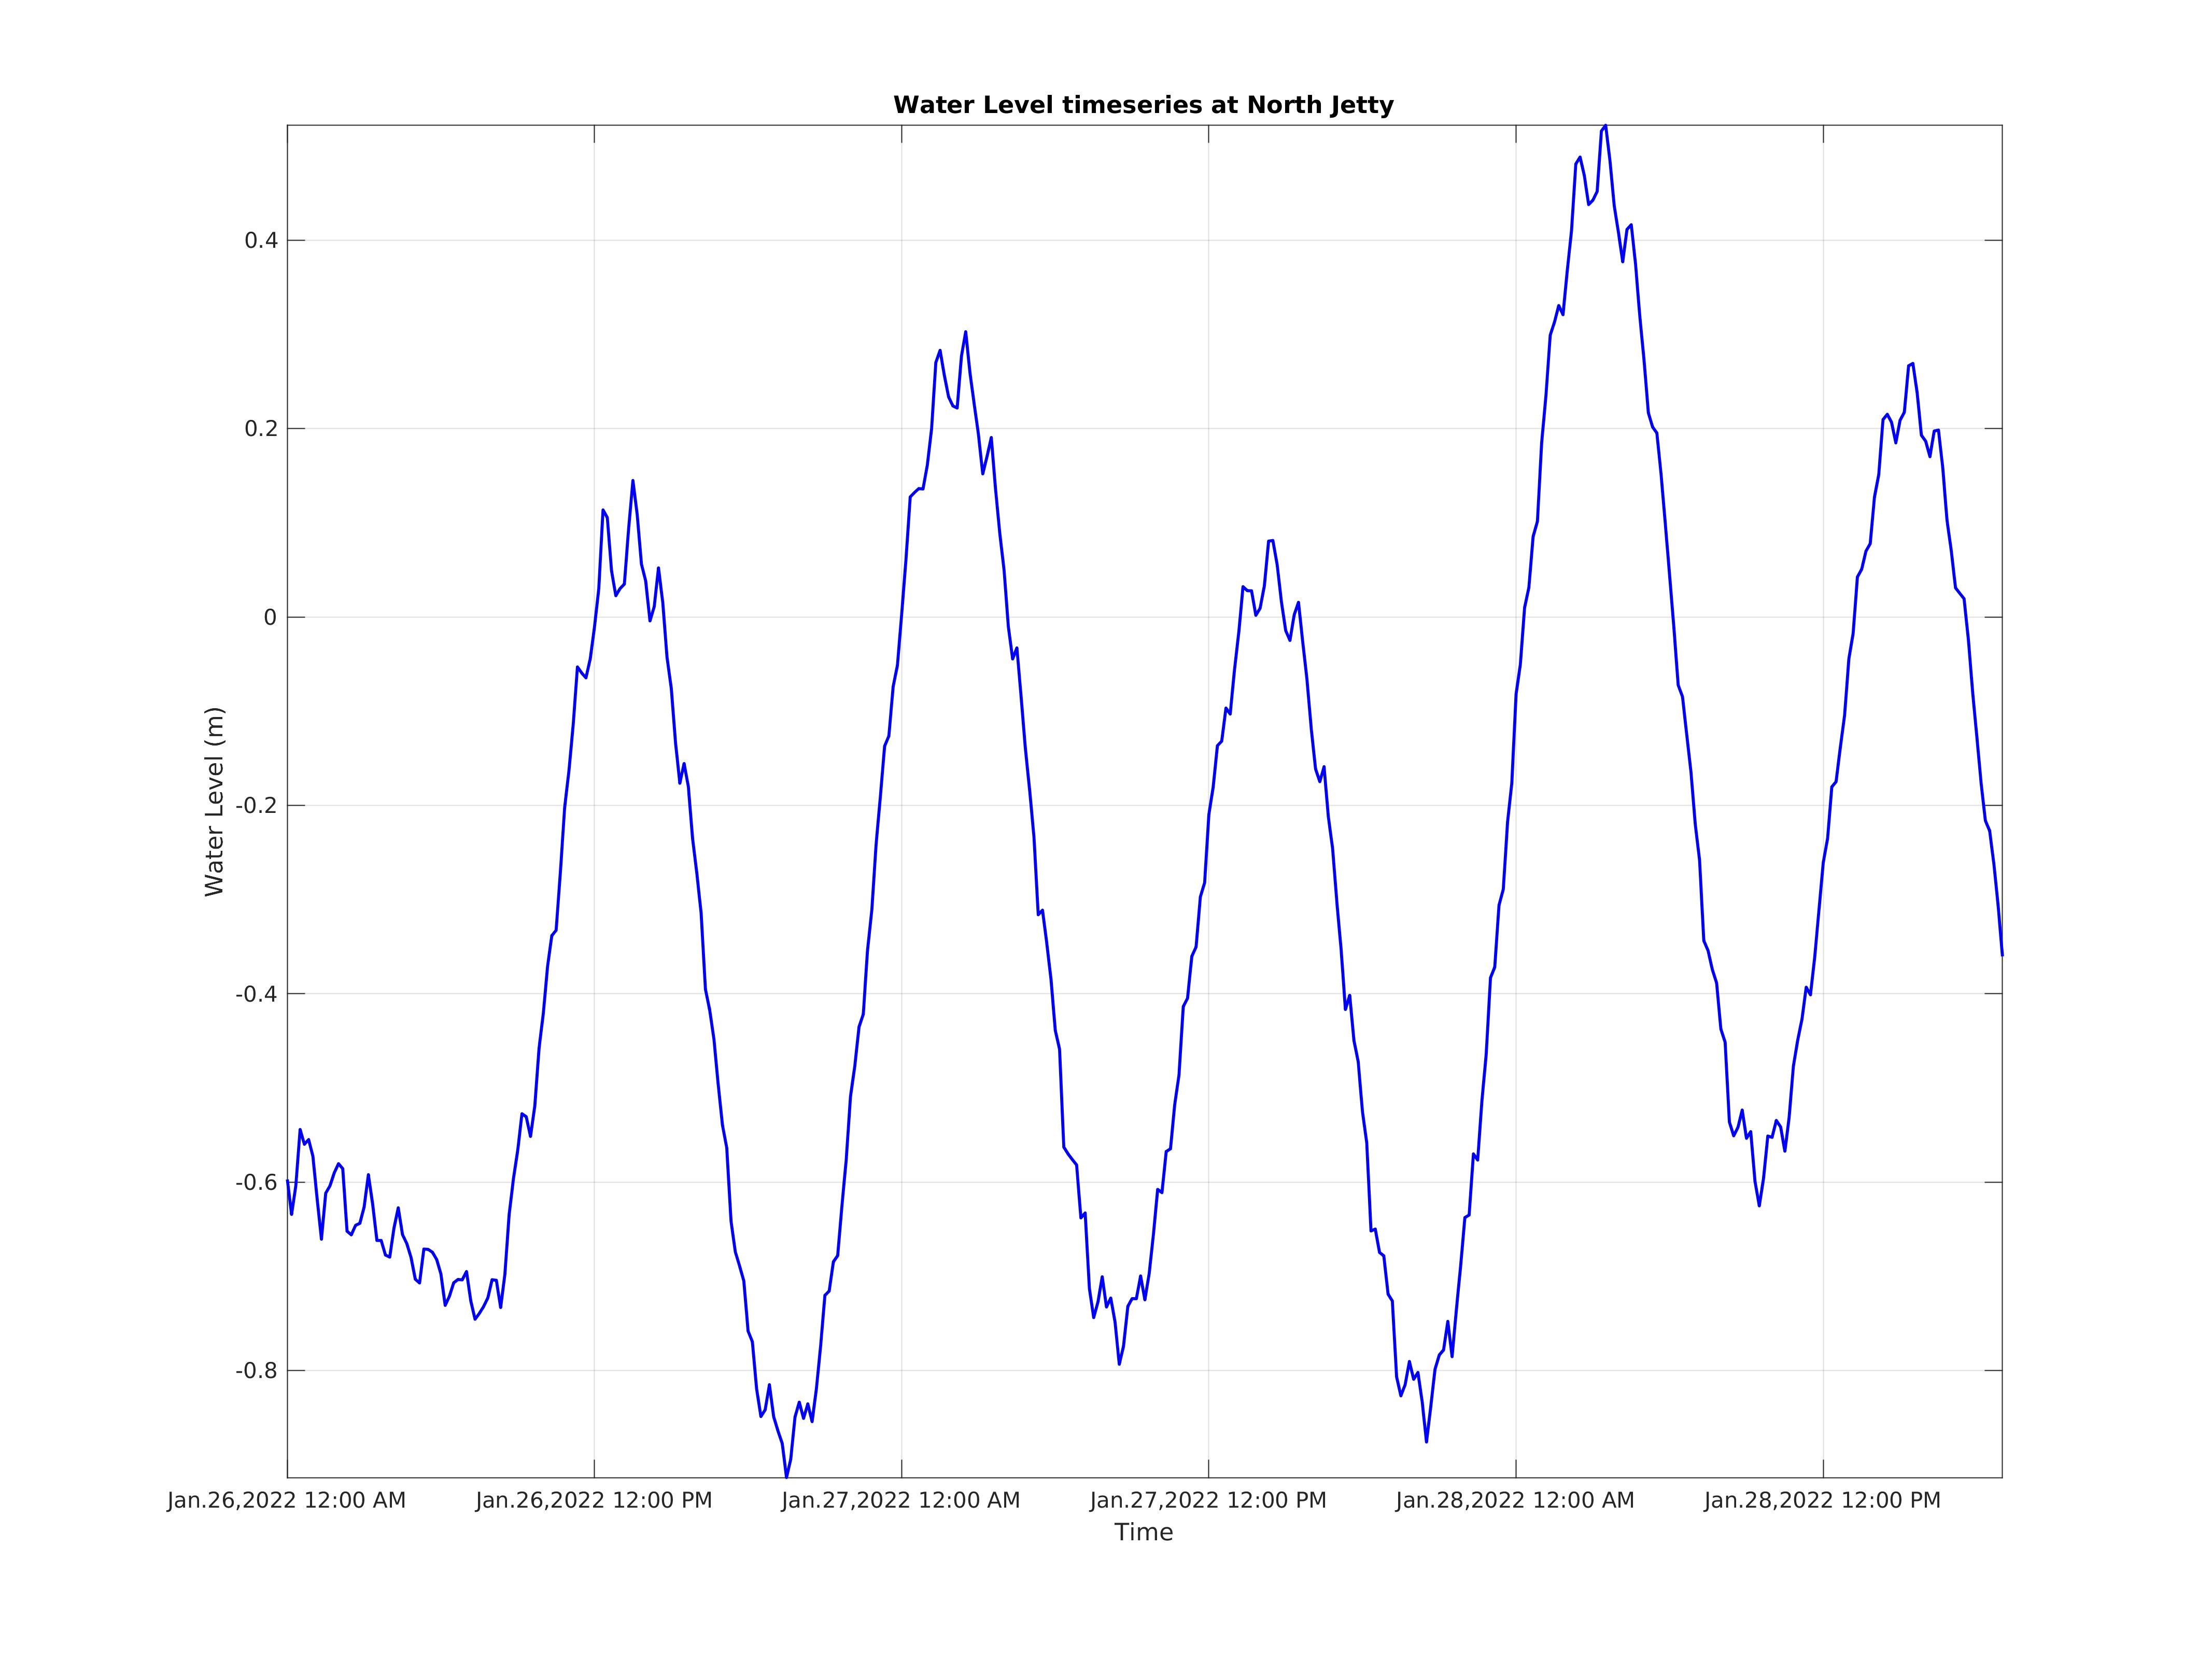 Water Level timeseries at North Jetty
0.4
0.2
0
-0.2
-0.4
-0.6
-0.8
Water Level (m)
Jan.26,2022 12:00 AM
Jan.26,2022 12:00 PM
Jan.27,2022 12:00 AM
Jan.27,2022 12:00 PM
Jan.28,2022 12:00 AM
Jan.28,2022 12:00 PM
Time